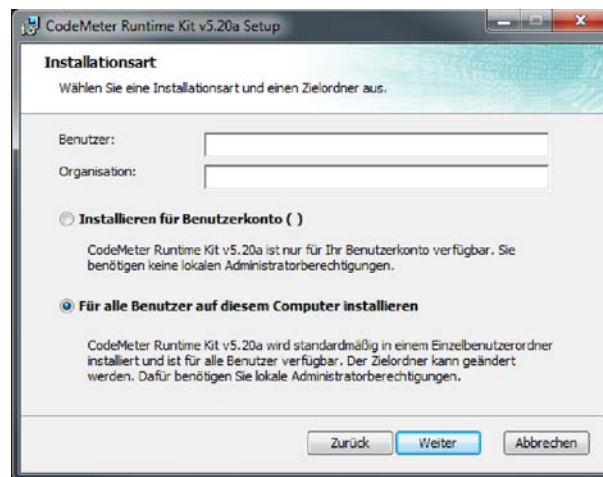 CodeMeter Runtime Kit v5.20a Setup
Installationsart
Wählen Sie eine Installationsart und einen Zielordner aus.
Benutzer:
Organisation:
Installieren für Benutzerkonto ( )
CodeMeter Runtime Kit v5.20a ist nur für Ihr Benutzerkonto verfügbar. Sie
benötigen keine lokalen Administratorberechtigungen.
Für alle Benutzer auf diesem Computer installieren
CodeMeter Runtime Kit v5.20a wird standardmäßig in einem Einzelbenutzerordner
installiert und ist für alle Benutzer verfügbar. Der Zielordner kann geändert
werden. Dafür benötigen Sie lokale Administratorberechtigungen.
Zurück Weiter Abbrechen